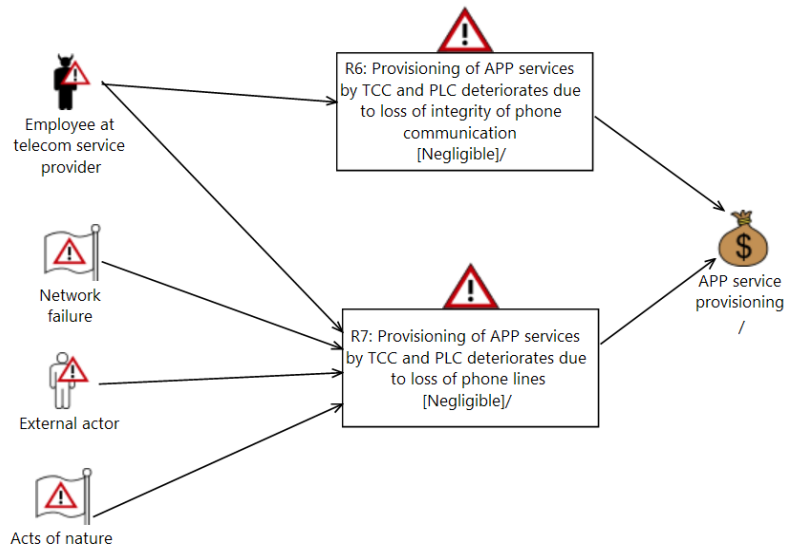 R6: Provisioning of APP services
by TCC and PLC deteriorates due
to loss of integrity of phone
communication
[Negligible]/
Employee at
telecom service
provider
Network
failure
APP service
provisioning
/
R7: Provisioning of APP services
by TCC and PLC deteriorates due
to loss of phone lines
[Negligible]/
External actor
Acts of nature